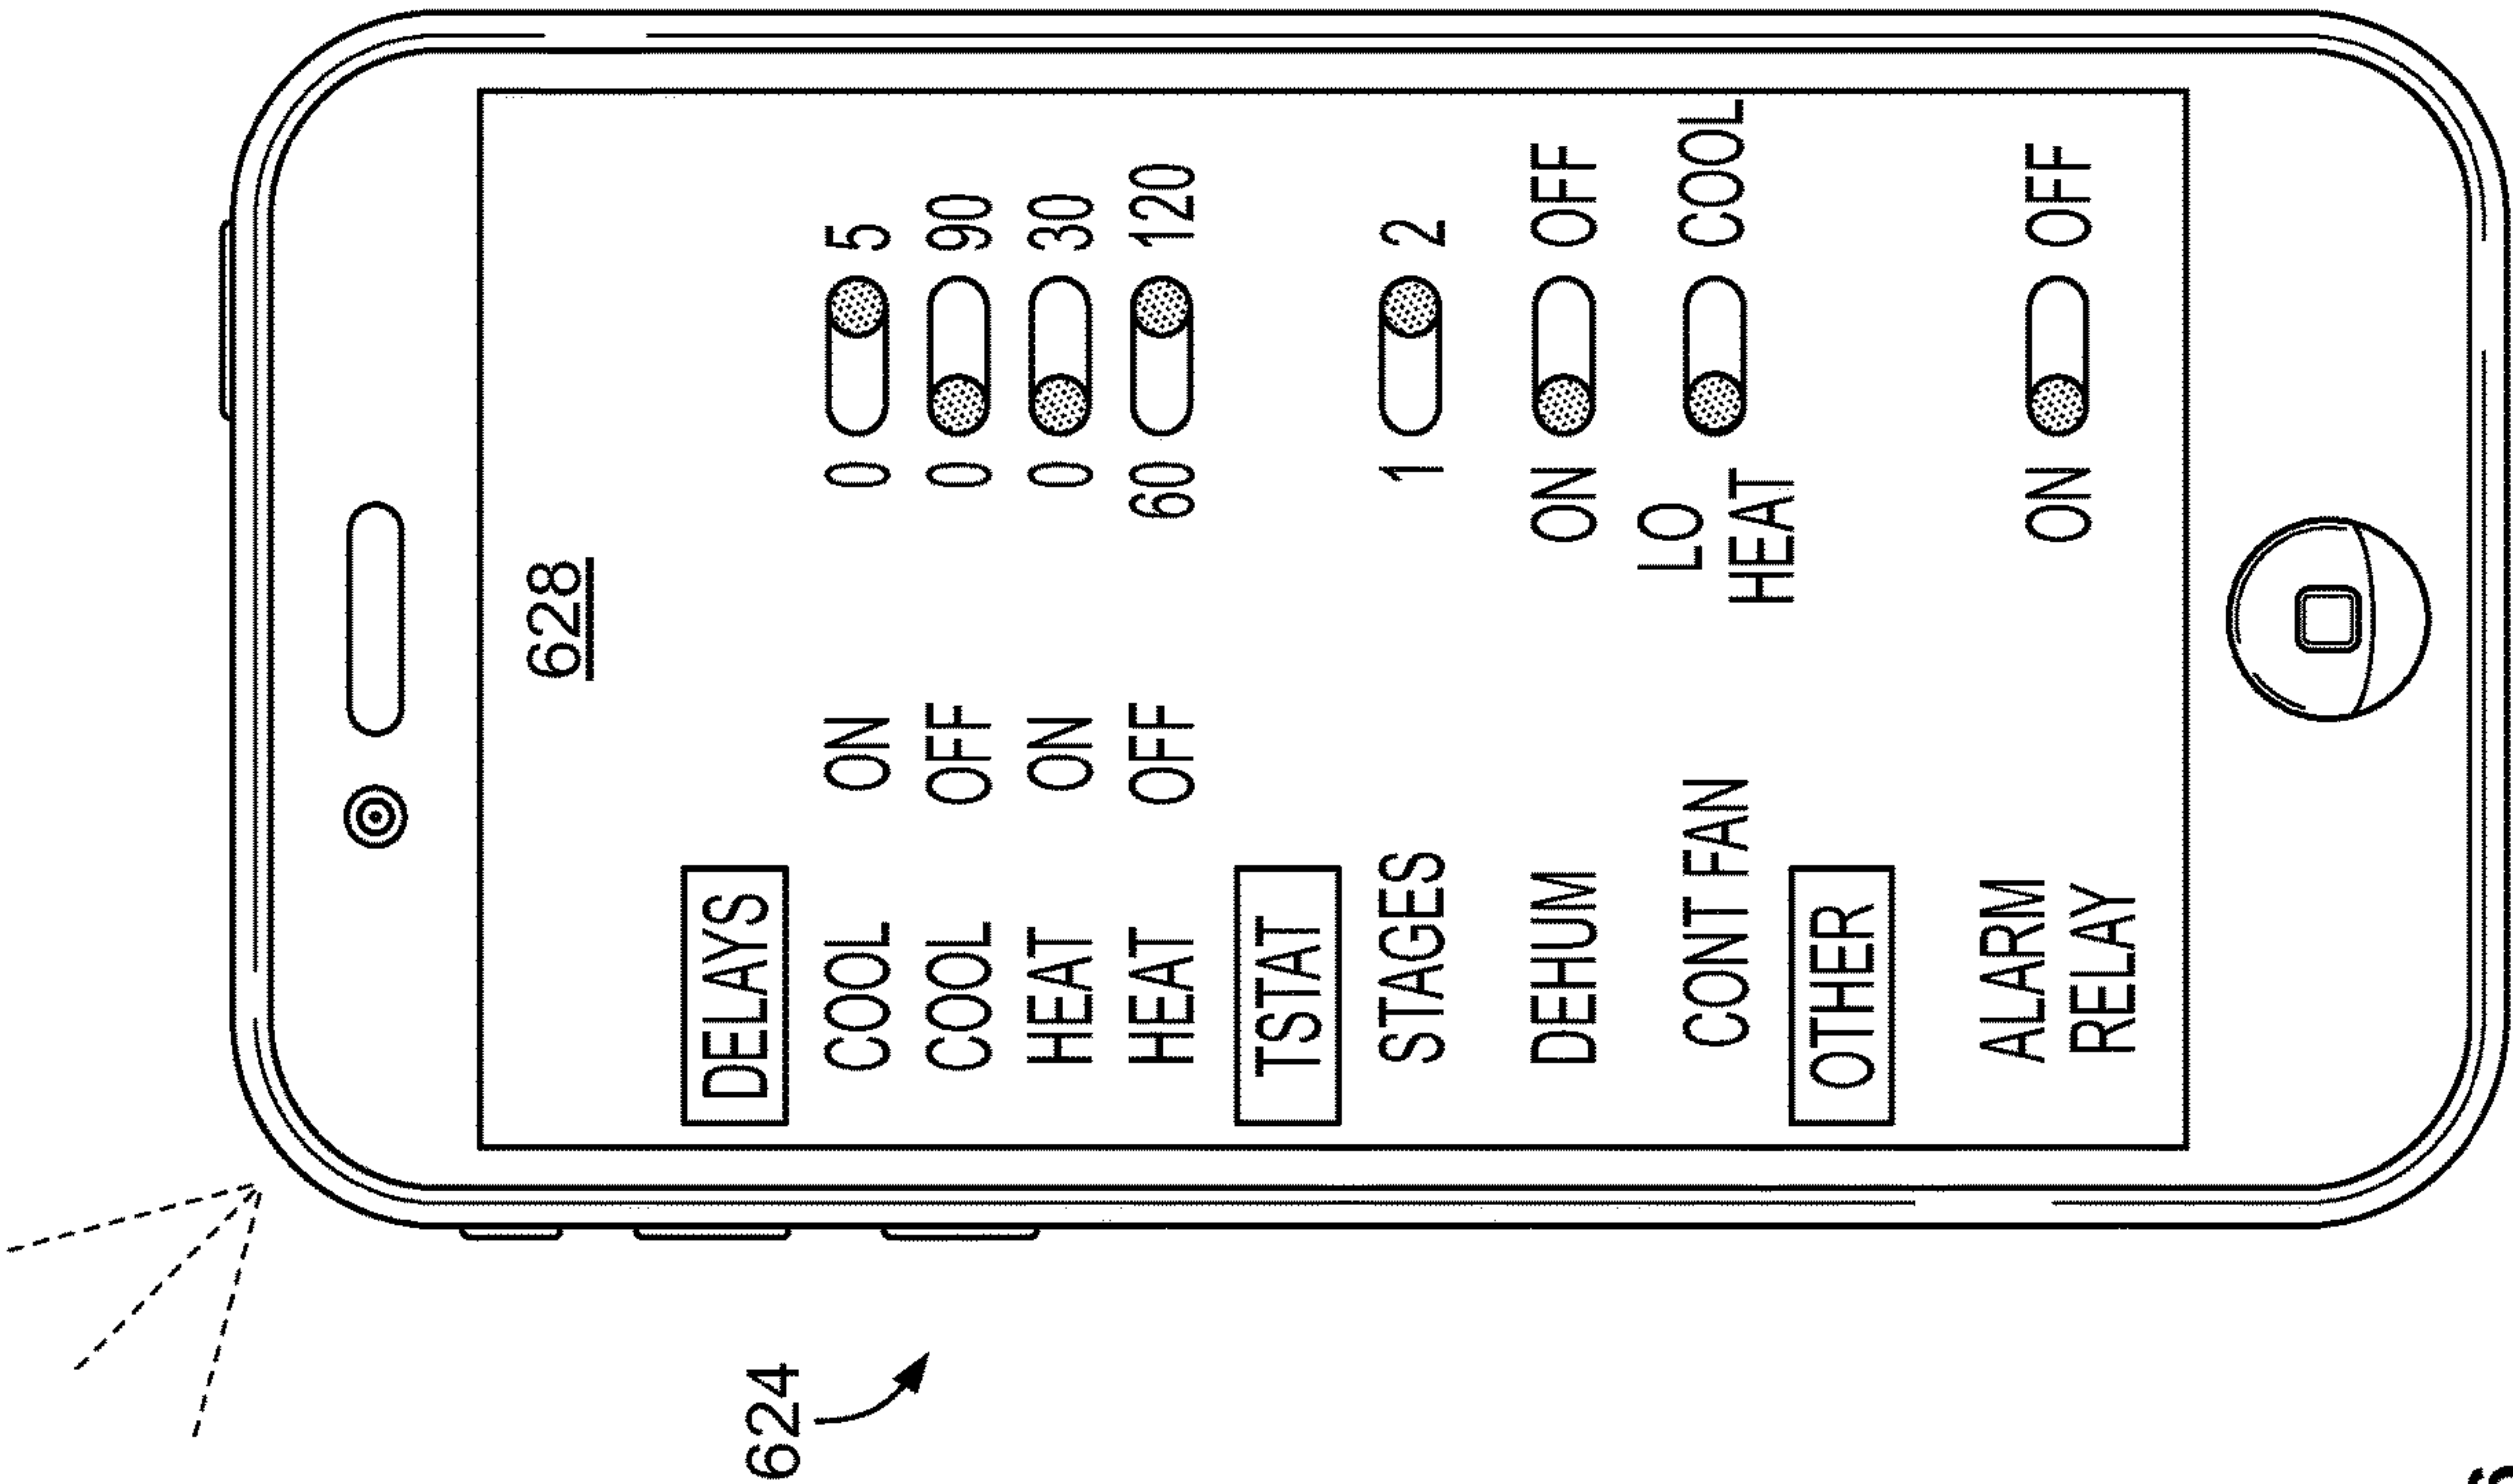 628
DELAYS
COOL ON 0 5
COOL OFF 0 90
HEAT ON 0 30
HEAT OFF 60 120
TSTAT
STAGES 1 2
DEHUM ON OFF
CONT FAN LO HEAT COOL
OTHER
ALARM RELAY ON OFF
624